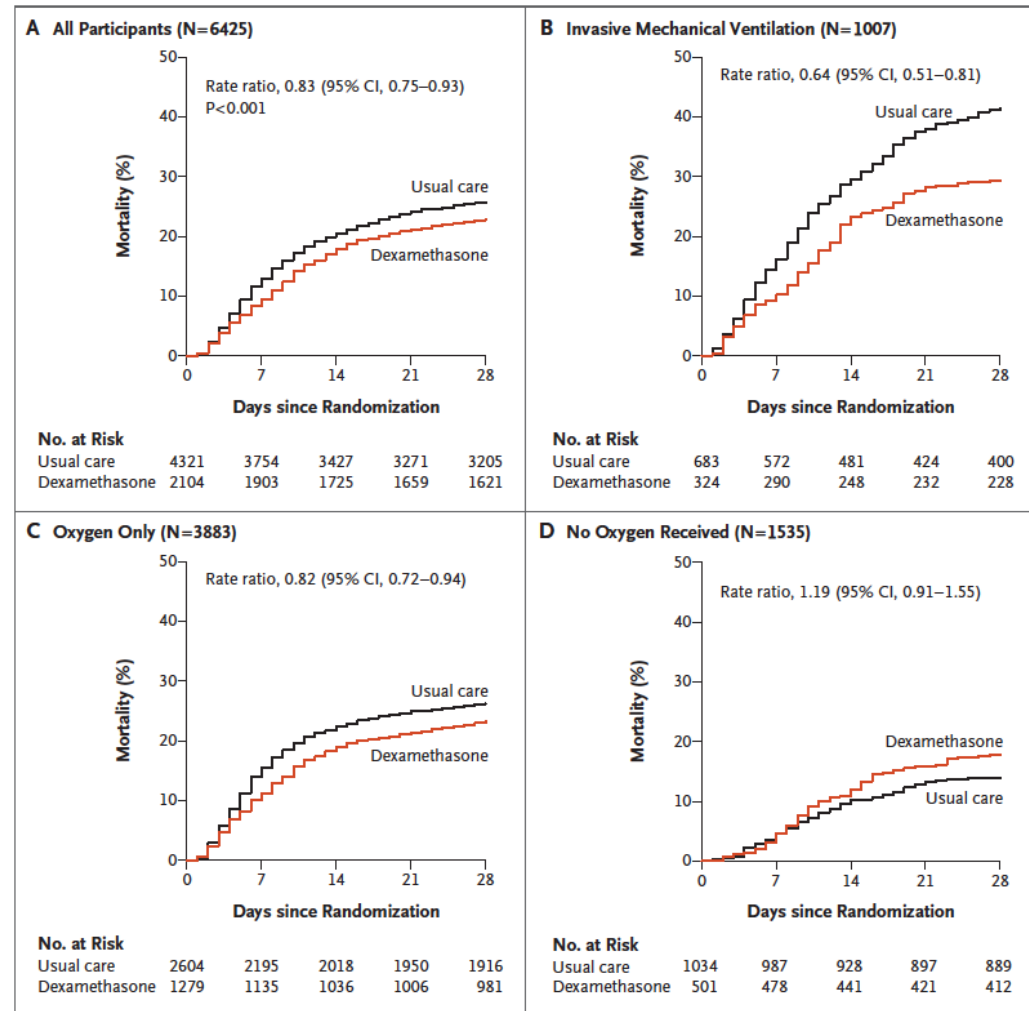 A All Participants (N=6425)
50
40
30
20
10
0
Mortality (%)
Rate ratio, 0.83 (95% CI, 0.75–0.93)
P<0.001
Usual care
Dexamethasone
0 7 14 21 28
Days since Randomization
No. at Risk
Usual care 4321 3754 3427 3271 3205
Dexamethasone 2104 1903 1725 1659 1621
B Invasive Mechanical Ventilation (N=1007)
50
40
30
20
10
0
Mortality (%)
Rate ratio, 0.64 (95% CI, 0.51–0.81)
Usual care
Dexamethasone
0 7 14 21 28
Days since Randomization
No. at Risk
Usual care 683 572 481 424 400
Dexamethasone 324 290 248 232 228
C Oxygen Only (N=3883)
50
40
30
20
10
0
Mortality (%)
Rate ratio, 0.82 (95% CI, 0.72–0.94)
Usual care
Dexamethasone
0 7 14 21 28
Days since Randomization
No. at Risk
Usual care 2604 2195 2018 1950 1916
Dexamethasone 1279 1135 1036 1006 981
D No Oxygen Received (N=1535)
50
40
30
20
10
0
Mortality (%)
Rate ratio, 1.19 (95% CI, 0.91–1.55)
Dexamethasone
Usual care
0 7 14 21 28
Days since Randomization
No. at Risk
Usual care 1034 987 928 897 889
Dexamethasone 501 478 441 421 412